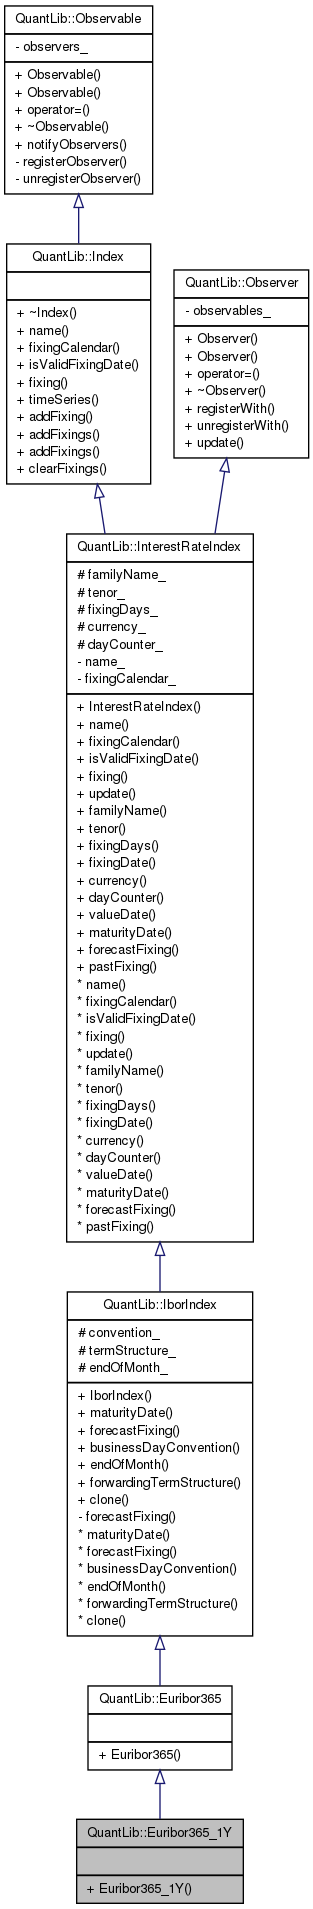 QuantLib::Observable
- observers_
+ Observable()
+ Observable()
+ operator=()
+ ~Observable()
+ notifyObservers()
- registerObserver()
- unregisterObserver()
QuantLib::Index
+ ~Index()
+ name()
+ fixingCalendar()
+ isValidFixingDate()
+ fixing()
+ timeSeries()
+ addFixing()
+ addFixings()
+ addFixings()
+ clearFixings()
QuantLib::Observer
- observables_
+ Observer()
+ Observer()
+ operator=()
+ ~Observer()
+ registerWith()
+ unregisterWith()
+ update()
QuantLib::InterestRateIndex
# familyName_
# tenor_
# fixingDays_
# currency_
# dayCounter_
- name_
- fixingCalendar_
+ InterestRateIndex()
+ name()
+ fixingCalendar()
+ isValidFixingDate()
+ fixing()
+ update()
+ familyName()
+ tenor()
+ fixingDays()
+ fixingDate()
+ currency()
+ dayCounter()
+ valueDate()
+ maturityDate()
+ forecastFixing()
+ pastFixing()
* name()
* fixingCalendar()
* isValidFixingDate()
* fixing()
* update()
* familyName()
* tenor()
* fixingDays()
* fixingDate()
* currency()
* dayCounter()
* valueDate()
* maturityDate()
* forecastFixing()
* pastFixing()
QuantLib::IborIndex
# convention_
# termStructure_
# endOfMonth_
+ IborIndex()
+ maturityDate()
+ forecastFixing()
+ businessDayConvention()
+ endOfMonth()
+ forwardingTermStructure()
+ clone()
- forecastFixing()
* maturityDate()
* forecastFixing()
* businessDayConvention()
* endOfMonth()
* forwardingTermStructure()
* clone()
QuantLib::Euribor365
+ Euribor365()
QuantLib::Euribor365_1Y
+ Euribor365_1Y()